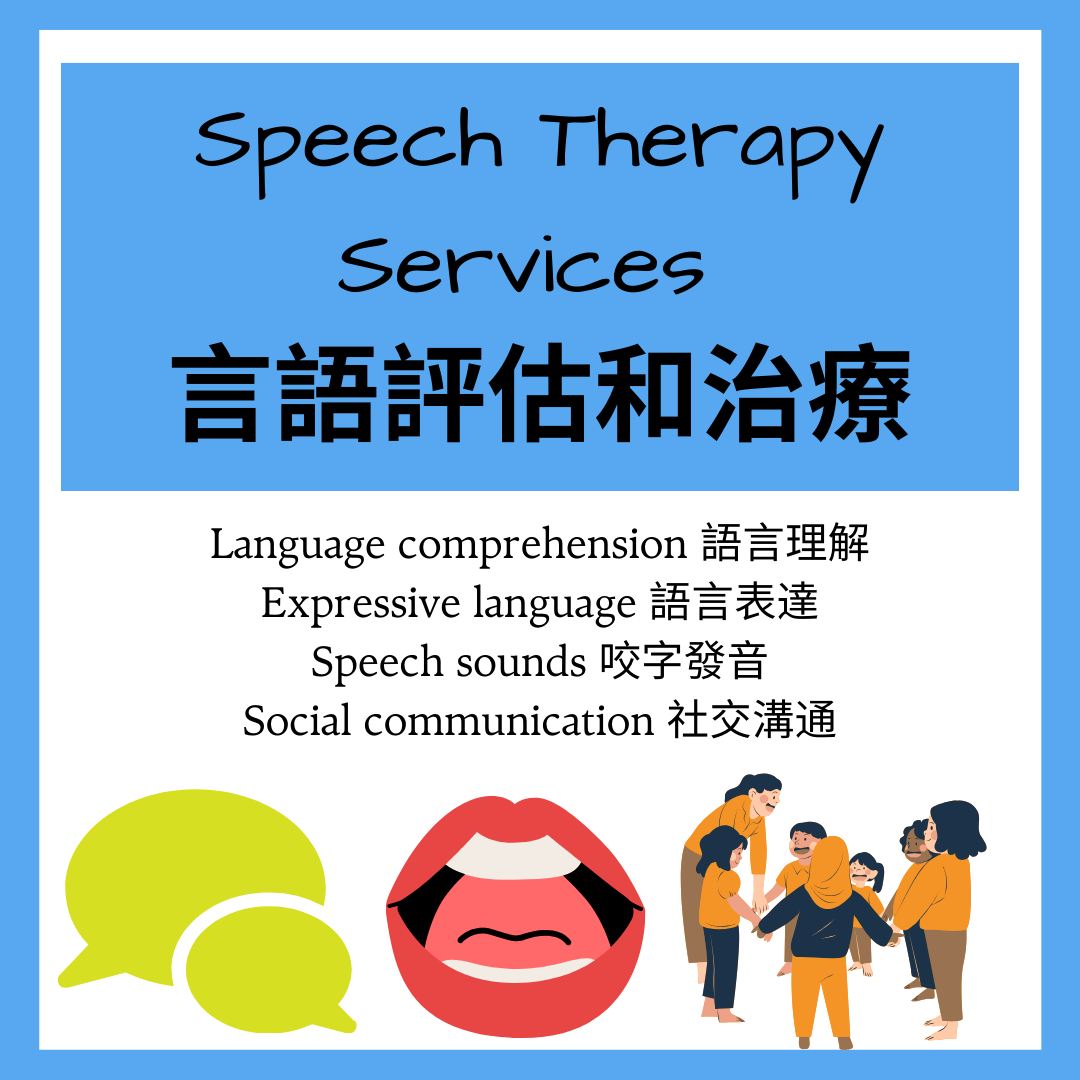 Speech Therapy
Services
言語評估和治療
Language comprehension 語言理解
Expressive language 語言表達
Speech sounds 咬字發音
Social communication 社交溝通